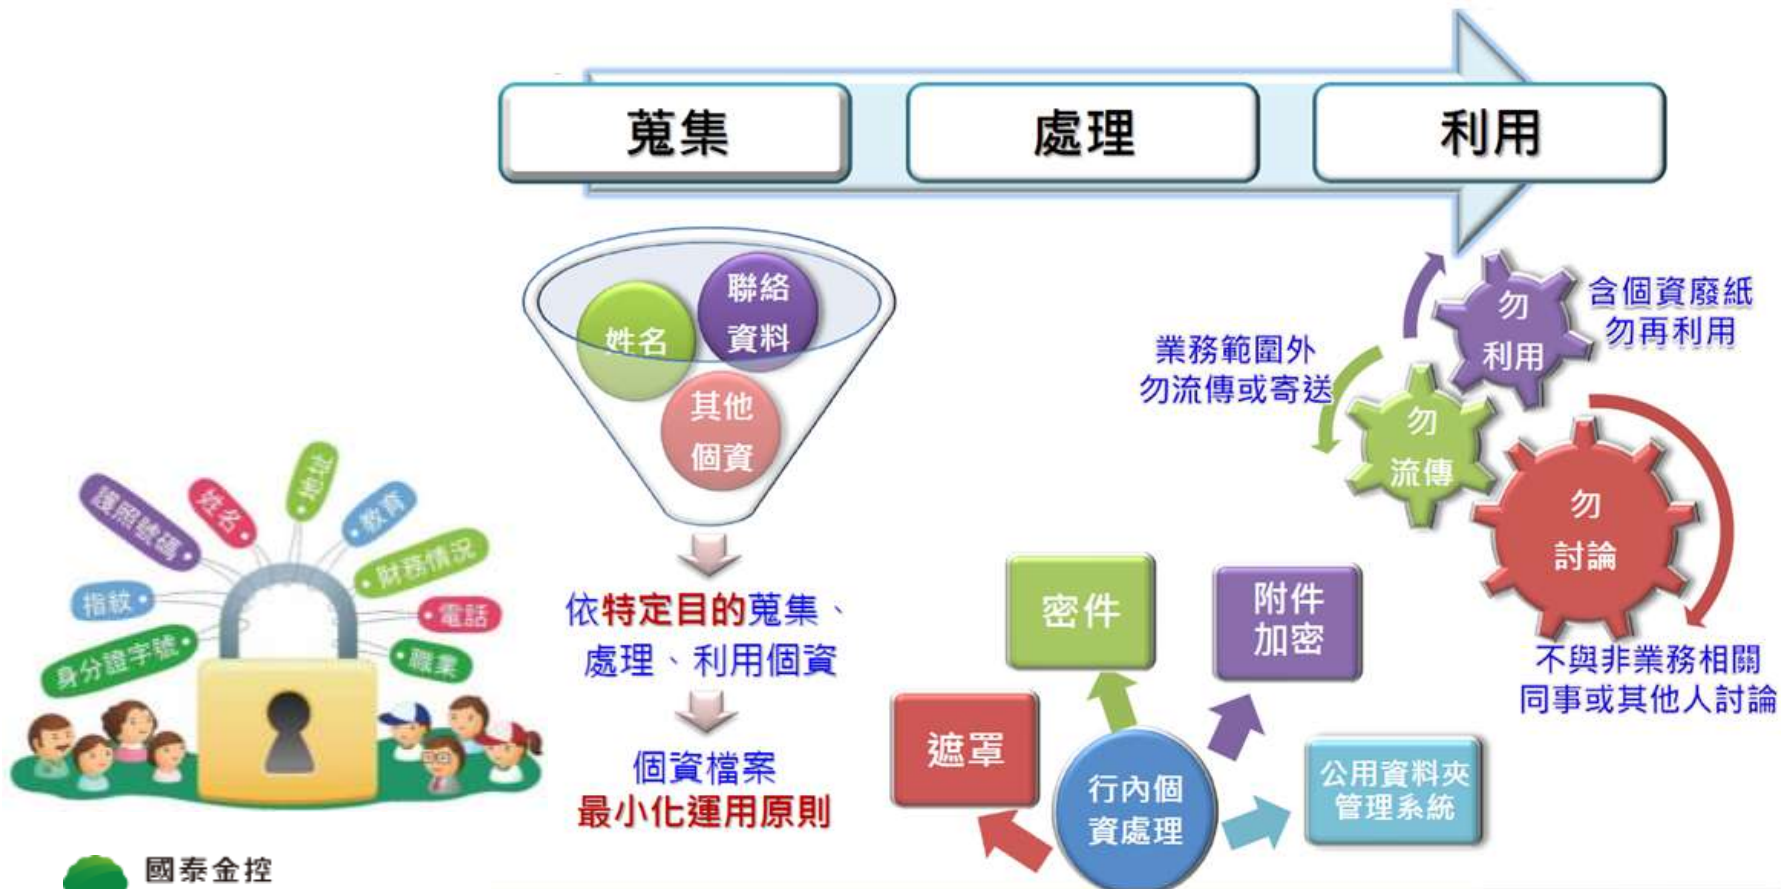 蒐集
處理
利用
姓名
聯絡
資料
其他
個資
依特定目的蒐集、
處理、利用個資
個資檔案
最小化運用原則
護照號碼
姓名
地址
教育
財務情況
電話
職業
指紋
身分證字號
密件
附件
加密
遮罩
行內個
資處理
公用資料夾
管理系統
勿
利用
含個資廢紙
勿再利用
業務範圍外
勿流傳或寄送
勿
流傳
勿
討論
不與非業務相關
同事或其他人討論
國泰金控